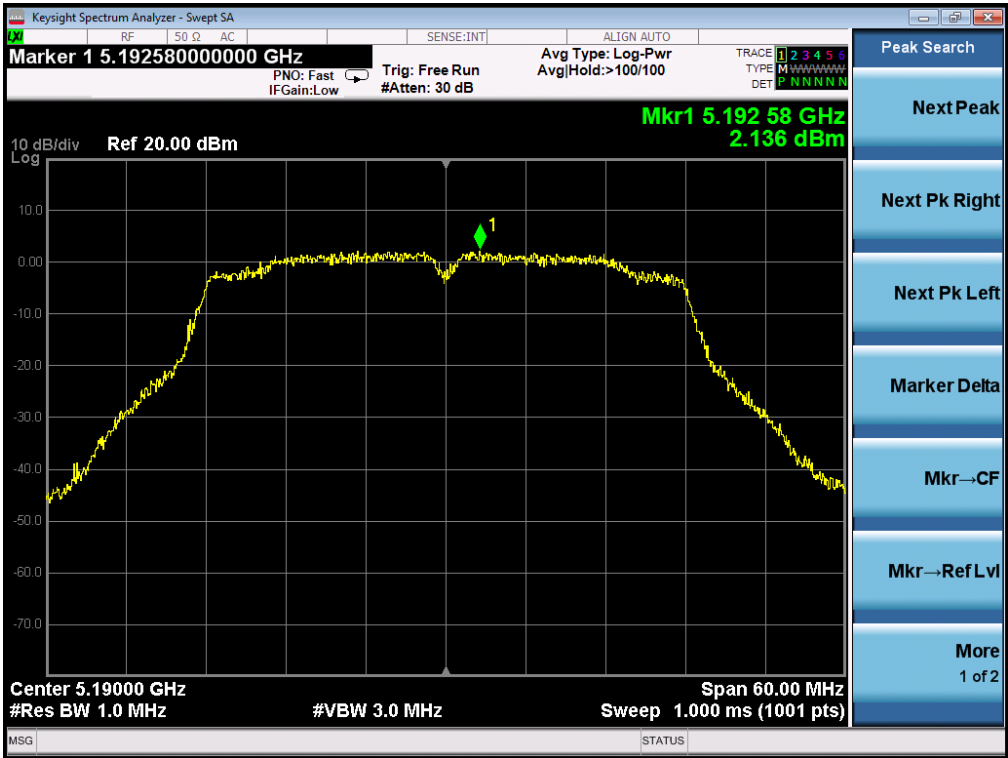 Keysight Spectrum Analyzer - Swept SA
LXI RF 50 Ω AC SENSE:INT ALIGN AUTO
Marker 1 5.192580000000 GHz
PNO: Fast
IFGain:Low
Trig: Free Run
#Atten: 30 dB
Avg Type: Log-Pwr
Avg|Hold:>100/100
TRACE 1 2 3 4 5 6
TYPE M WWWWW
DET P N N N N N
Mkr1 5.192 58 GHz
2.136 dBm
10 dB/div Ref 20.00 dBm
Log
10.0
0.00
-10.0
-20.0
-30.0
-40.0
-50.0
-60.0
-70.0
1
Center 5.19000 GHz Span 60.00 MHz
#Res BW 1.0 MHz #VBW 3.0 MHz Sweep 1.000 ms (1001 pts)
MSG STATUS
Peak Search
Next Peak
Next Pk Right
Next Pk Left
Marker Delta
Mkr→CF
Mkr→Ref Lvl
More
1 of 2